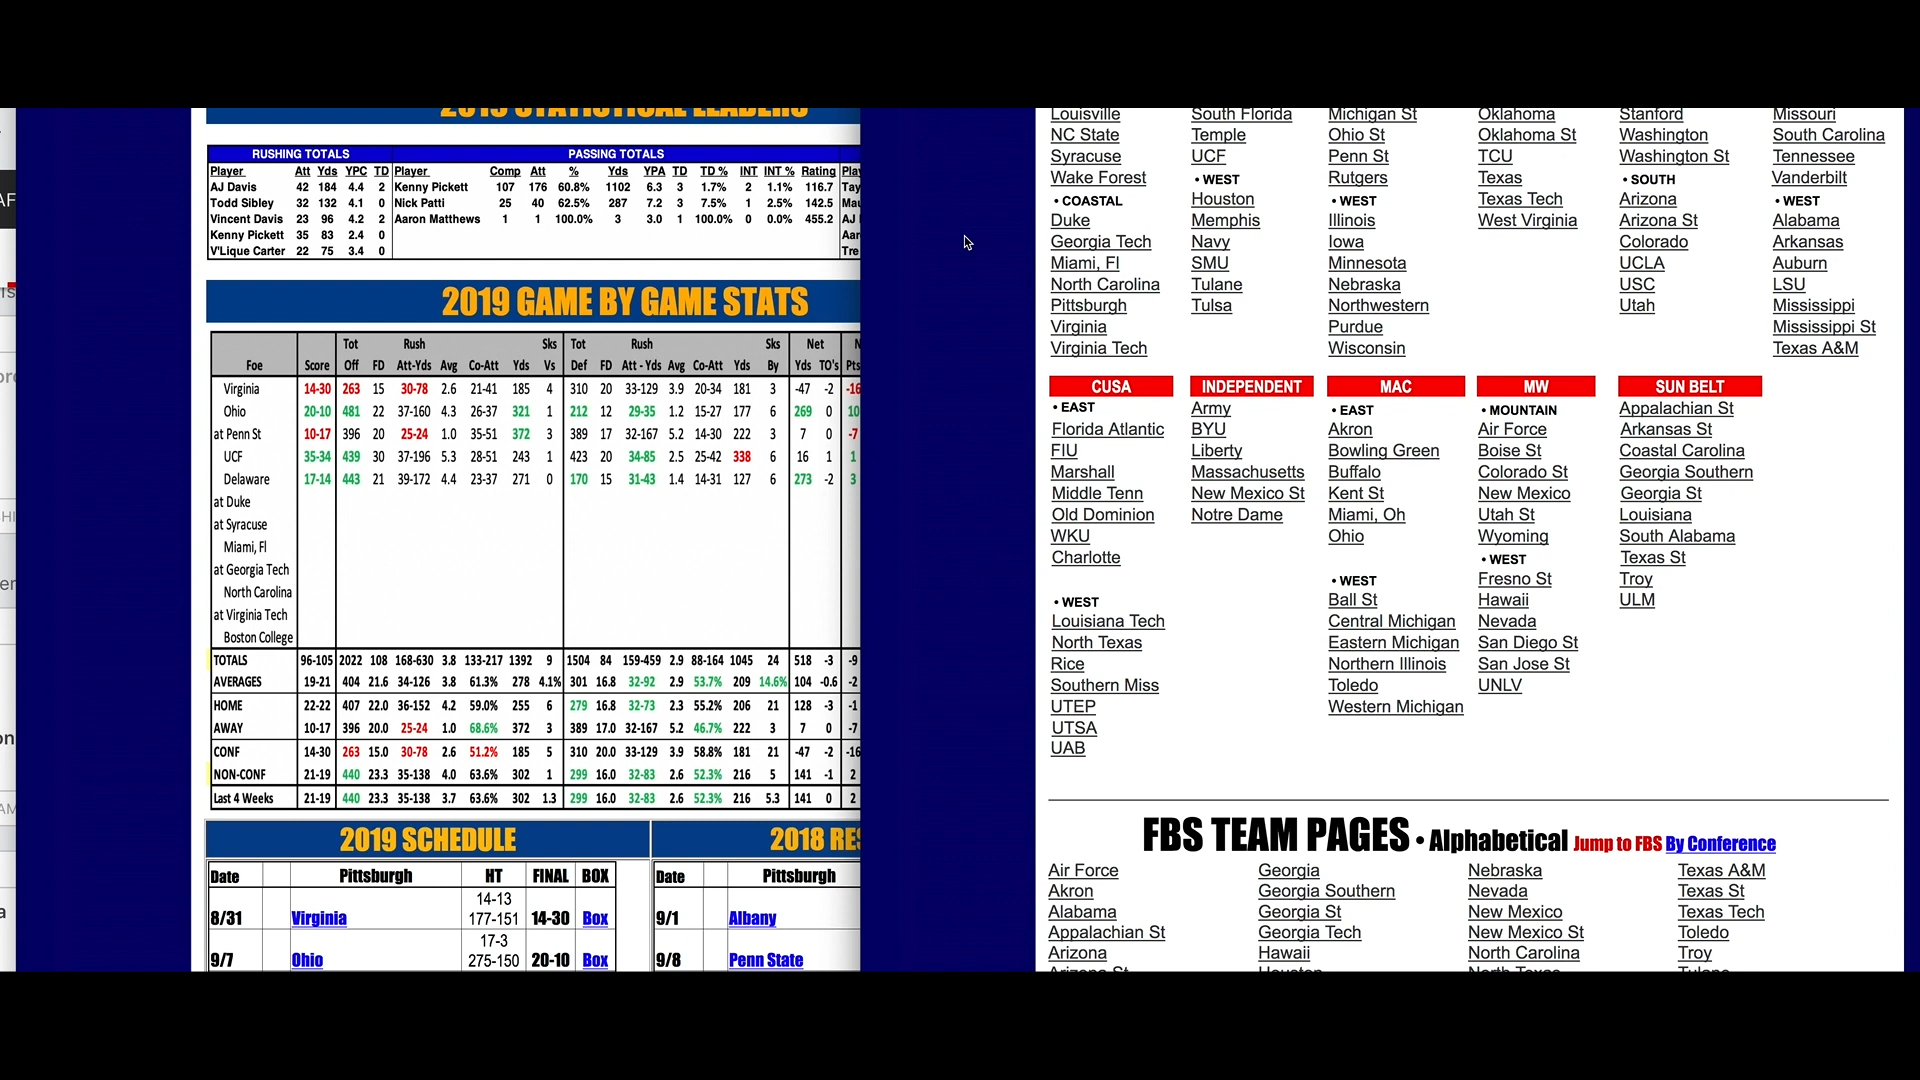 2019 STATISTICAL LEADERS
RUSHING TOTALS PASSING TOTALS
Player Att Yds YPC TD Player Comp Att % Yds YPA TD TD % INT INT % Rating
AJ Davis 42 184 4.4 2 Kenny Pickett 107 176 60.8% 1102 6.3 3 1.7% 2 1.1% 116.7
Todd Sibley 32 132 4.1 0 Nick Patti 25 40 62.5% 287 7.2 3 7.5% 1 2.5% 142.5
Vincent Davis 23 96 4.2 2 Aaron Matthews 1 1 100.0% 3 3.0 1 100.0% 0 0.0% 455.2
Kenny Pickett 35 83 2.4 0
V'Lique Carter 22 75 3.4 0
2019 GAME BY GAME STATS
Tot Rush Sks Tot Rush Sks Net
Foe Score Off FD Att-Yds Avg Co-Att Yds Vs Def FD Att - Yds Avg Co-Att Yds By Yds TO's Pts
Virginia 14-30 263 15 30-78 2.6 21-41 185 4 310 20 33-129 3.9 20-34 181 3 -47 -2 -16
Ohio 20-10 481 22 37-160 4.3 26-37 321 1 212 12 29-35 1.2 15-27 177 6 269 0 10
at Penn St 10-17 396 20 25-24 1.0 35-51 372 3 389 17 32-167 5.2 14-30 222 3 7 0 -7
UCF 35-34 439 30 37-196 5.3 28-51 243 1 423 20 34-85 2.5 25-42 338 6 16 1 1
Delaware 17-14 443 21 39-172 4.4 23-37 271 0 170 15 31-43 1.4 14-31 127 6 273 -2 3
at Duke
at Syracuse
Miami, Fl
at Georgia Tech
North Carolina
at Virginia Tech
Boston College
TOTALS 96-105 2022 108 168-630 3.8 133-217 1392 9 1504 84 159-459 2.9 88-164 1045 24 518 -3 -9
AVERAGES 19-21 404 21.6 34-126 3.8 61.3% 278 4.1% 301 16.8 32-92 2.9 53.7% 209 14.6% 104 -0.6 -2
HOME 22-22 407 22.0 36-152 4.2 59.0% 255 6 279 16.8 32-73 2.3 55.2% 206 21 128 -3 -1
AWAY 10-17 396 20.0 25-24 1.0 68.6% 372 3 389 17.0 32-167 5.2 46.7% 222 3 7 0 -7
CONF 14-30 263 15.0 30-78 2.6 51.2% 185 5 310 20.0 33-129 3.9 58.8% 181 21 -47 -2 -16
NON-CONF 21-19 440 23.3 35-138 4.0 63.6% 302 1 299 16.0 32-83 2.6 52.3% 216 5 141 -1 2
Last 4 Weeks 21-19 440 23.3 35-138 3.7 63.6% 302 1.3 299 16.0 32-83 2.6 52.3% 216 5.3 141 0 2
2019 SCHEDULE 2018 RES
Date Pittsburgh HT FINAL BOX Date Pittsburgh
14-13
8/31 Virginia 177-151 14-30 Box 9/1 Albany
17-3
9/7 Ohio 275-150 20-10 Box 9/8 Penn State
Louisville South Florida Michigan St Oklahoma Stanford Missouri
NC State Temple Ohio St Oklahoma St Washington South Carolina
Syracuse UCF Penn St TCU Washington St Tennessee
Wake Forest • WEST Rutgers Texas • SOUTH Vanderbilt
• COASTAL Houston • WEST Texas Tech Arizona • WEST
Duke Memphis Illinois West Virginia Arizona St Alabama
Georgia Tech Navy Iowa Colorado Arkansas
Miami, Fl SMU Minnesota UCLA Auburn
North Carolina Tulane Nebraska USC LSU
Pittsburgh Tulsa Northwestern Utah Mississippi
Virginia Purdue Mississippi St
Virginia Tech Wisconsin Texas A&M
CUSA INDEPENDENT MAC MW SUN BELT
• EAST Army • EAST • MOUNTAIN Appalachian St
Florida Atlantic BYU Akron Air Force Arkansas St
FIU Liberty Bowling Green Boise St Coastal Carolina
Marshall Massachusetts Buffalo Colorado St Georgia Southern
Middle Tenn New Mexico St Kent St New Mexico Georgia St
Old Dominion Notre Dame Miami, Oh Utah St Louisiana
WKU Ohio Wyoming South Alabama
Charlotte • WEST Texas St
• WEST Fresno St Troy
• WEST Ball St Hawaii ULM
Louisiana Tech Central Michigan Nevada
North Texas Eastern Michigan San Diego St
Rice Northern Illinois San Jose St
Southern Miss Toledo UNLV
UTEP Western Michigan
UTSA
UAB
FBS TEAM PAGES • Alphabetical Jump to FBS By Conference
Air Force Georgia Nebraska Texas A&M
Akron Georgia Southern Nevada Texas St
Alabama Georgia St New Mexico Texas Tech
Appalachian St Georgia Tech New Mexico St Toledo
Arizona Hawaii North Carolina Troy
Arizona St Houston North Texas Tulane